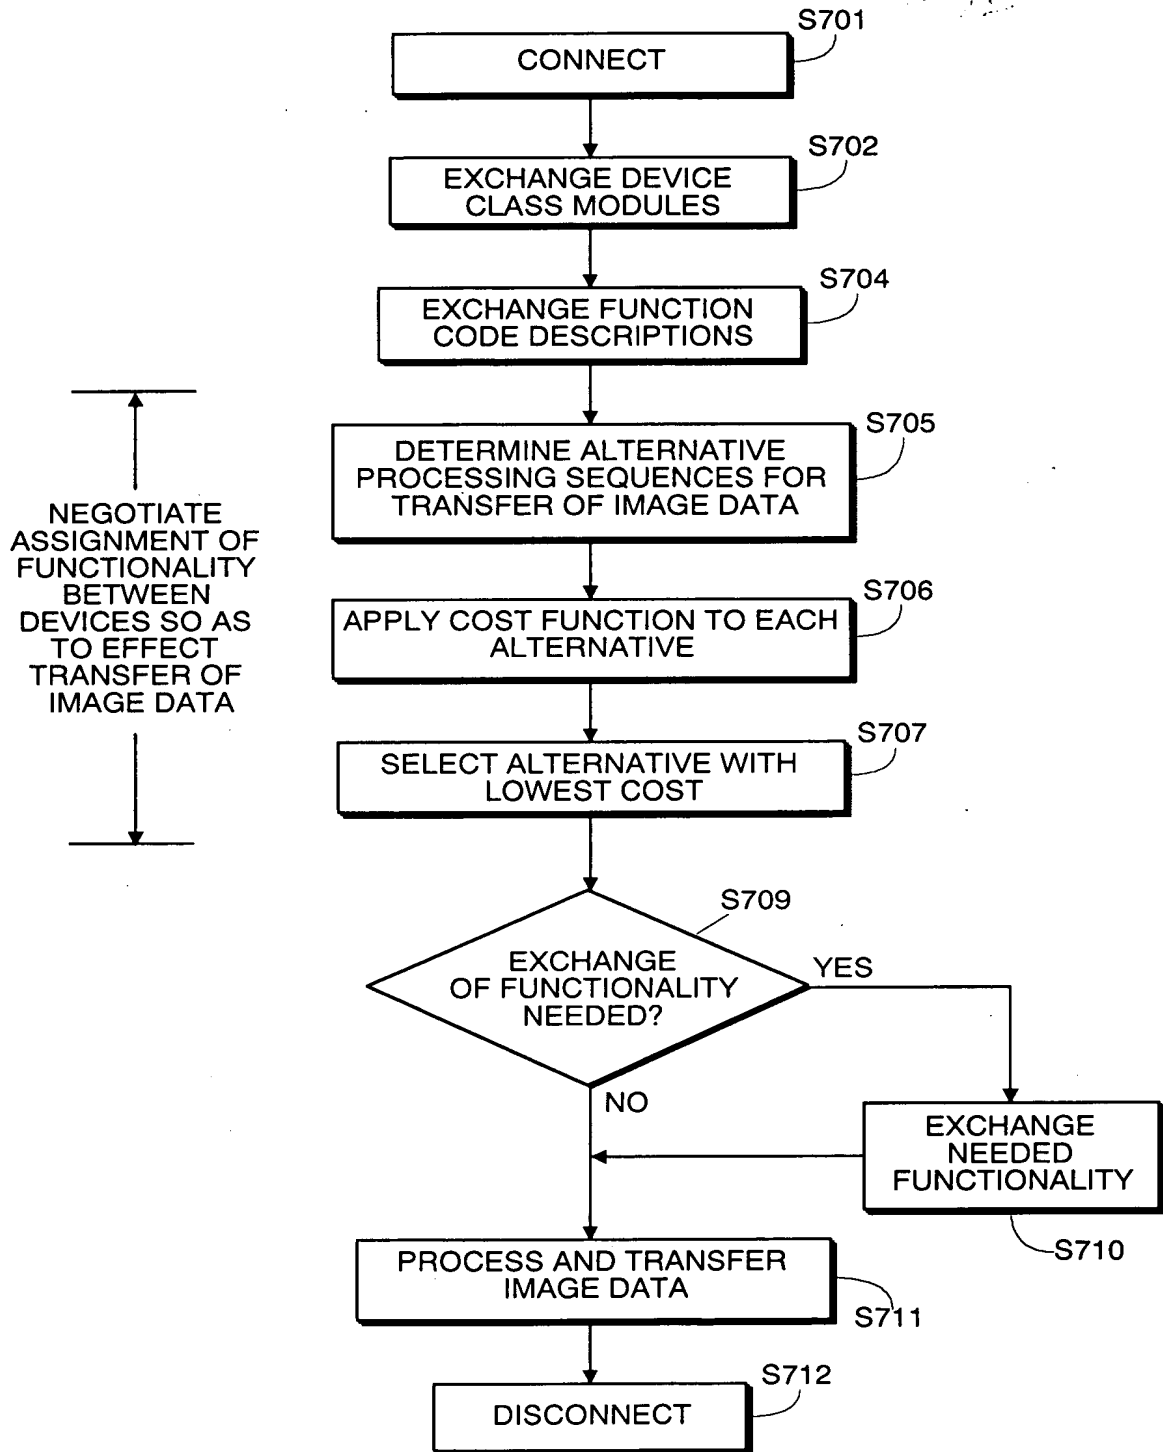 S701
CONNECT
S702
EXCHANGE DEVICE
CLASS MODULES
S704
EXCHANGE FUNCTION
CODE DESCRIPTIONS
S705
DETERMINE ALTERNATIVE
PROCESSING SEQUENCES FOR
TRANSFER OF IMAGE DATA
NEGOTIATE
ASSIGNMENT OF
FUNCTIONALITY
BETWEEN
DEVICES SO AS
TO EFFECT
TRANSFER OF
IMAGE DATA
S706
APPLY COST FUNCTION TO EACH
ALTERNATIVE
S707
SELECT ALTERNATIVE WITH
LOWEST COST
S709
EXCHANGE
OF FUNCTIONALITY
NEEDED?
YES
NO
EXCHANGE
NEEDED
FUNCTIONALITY
S710
PROCESS AND TRANSFER
IMAGE DATA
S711
S712
DISCONNECT